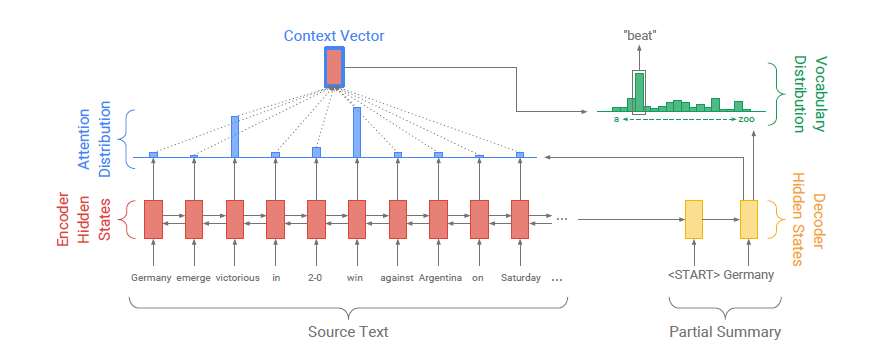 Context Vector
"beat"
Attention
Distribution
Vocabulary
Distribution
a
zoo
Encoder
Hidden
States
...
Decoder
Hidden States
Germany emerge victorious in 2-0 win against Argentina on Saturday ...
<START> Germany
Source Text
Partial Summary